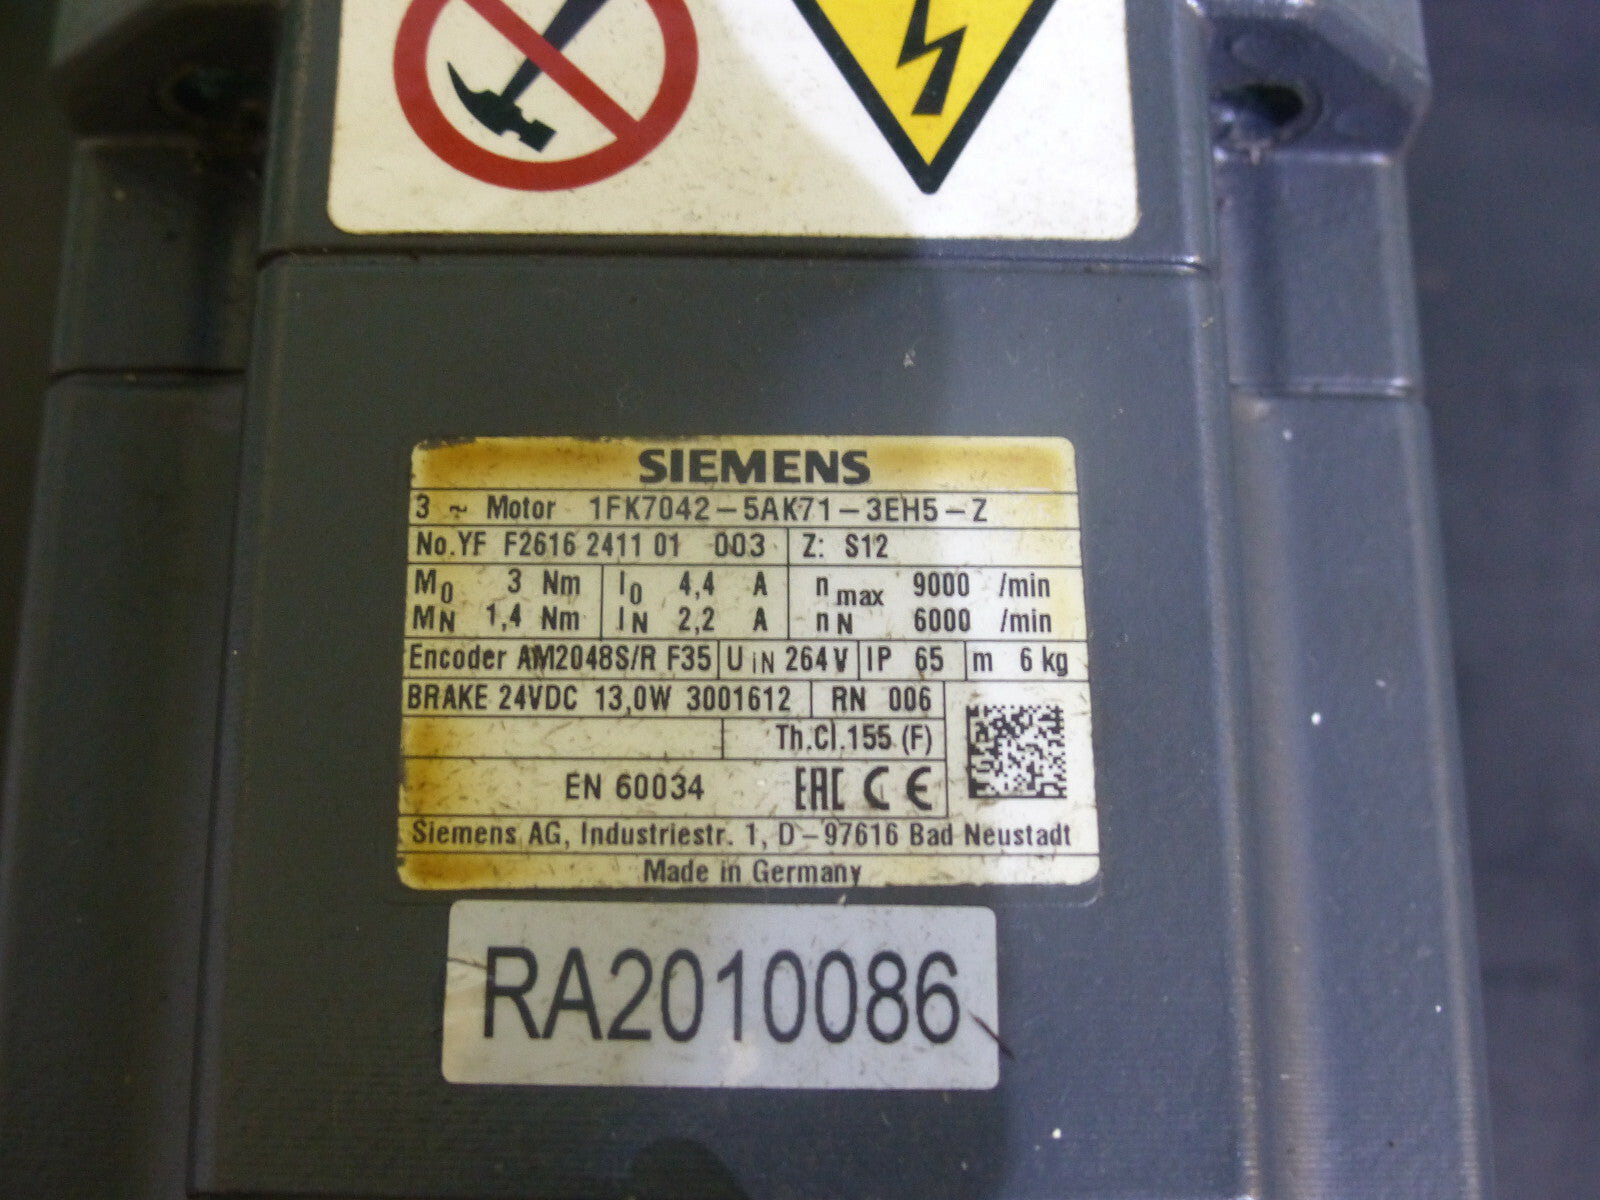 SIEMENS
3 ~ Motor 1FK7042-5AK71-3EH5-Z
No.YF F2616 2411 01 003 Z: S12
M0 3 Nm I0 4,4 A nmax 9000 /min
MN 1,4 Nm IN 2,2 A nN 6000 /min
Encoder AM2048S/R F35 UIN 264V IP 65 m 6 kg
BRAKE 24VDC 13,0W 3001612 RN 006
Th.Cl.155 (F)
EN 60034 EAC CE
Siemens AG, Industriestr. 1, D-97616 Bad Neustadt
Made in Germany
RA2010086